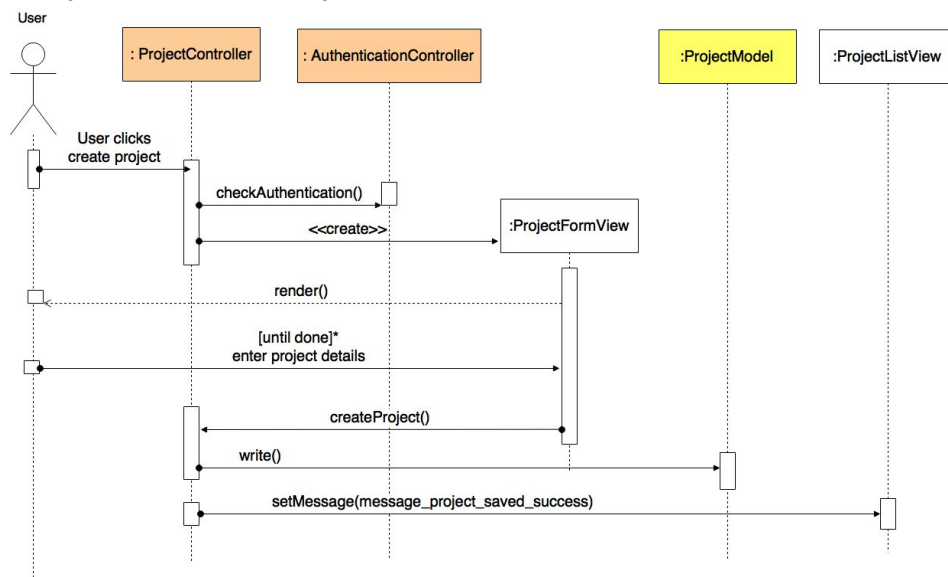 User
: ProjectController
: AuthenticationController
:ProjectModel
:ProjectListView
User clicks
create project
checkAuthentication()
<<create>>
:ProjectFormView
render()
[until done]*
enter project details
createProject()
write()
setMessage(message_project_saved_success)